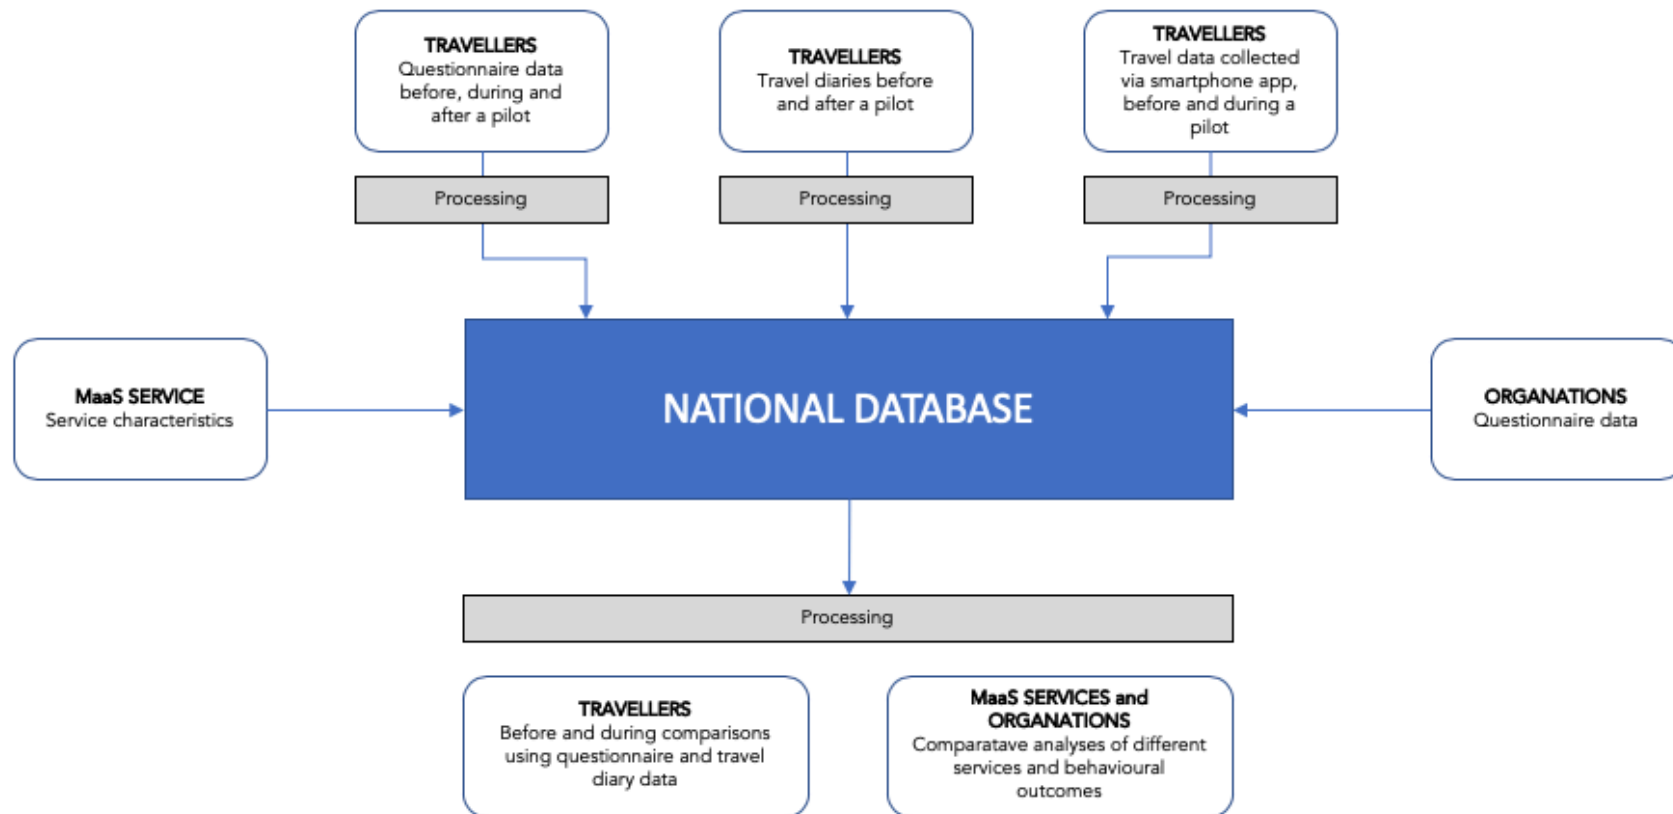 TRAVELLERS
Questionnaire data
before, during and
after a pilot
TRAVELLERS
Travel diaries before
and after a pilot
TRAVELLERS
Travel data collected
via smartphone app,
before and during a
pilot
Processing
Processing
Processing
MaaS SERVICE
Service characteristics
NATIONAL DATABASE
ORGANATIONS
Questionnaire data
Processing
TRAVELLERS
Before and during comparisons
using questionnaire and travel
diary data
MaaS SERVICES and
ORGANATIONS
Comparatave analyses of different
services and behavioural
outcomes